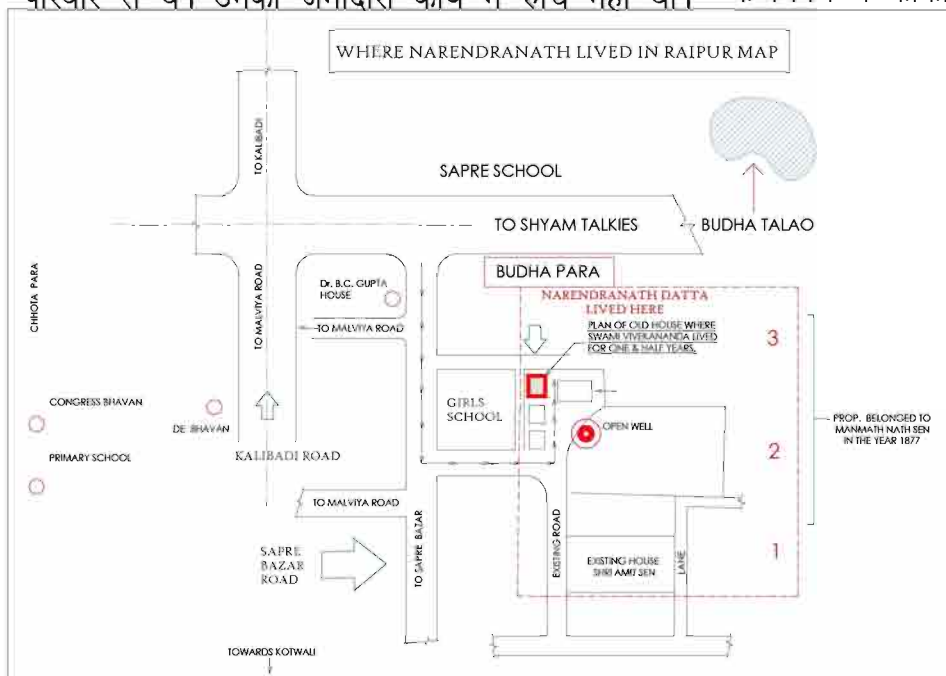 परिवार से थे। उनकी जमींदारी कार्य में रुचि नहीं थी।
WHERE NARENDRANATH LIVED IN RAIPUR MAP
TO KALIBADI
SAPRE SCHOOL
TO SHYAM TALKIES
BUDHA TALAO
CHHOTA PARA
TO MALVIYA ROAD
Dr. B.C. GUPTA
HOUSE
TO MALVIYA ROAD
BUDHA PARA
NARENDRANATH DATTA
LIVED HERE
PLAN OF OLD HOUSE WHERE
SWAMI VIVEKANANDA LIVED
FOR ONE & HALF YEARS.
3
CONGRESS BHAVAN
DE BHAVAN
GIRLS
SCHOOL
OPEN WELL
PROP. BELONGED TO
MANMATH NATH SEN
IN THE YEAR 1877
PRIMARY SCHOOL
KALIBADI ROAD
2
TO MALVIYA ROAD
SAPRE
BAZAR
ROAD
TO SAPRE BAZAR
EXISTING ROAD
EXISTING HOUSE
SHRI AMIT SEN
LANE
1
TOWARDS KOTWALI